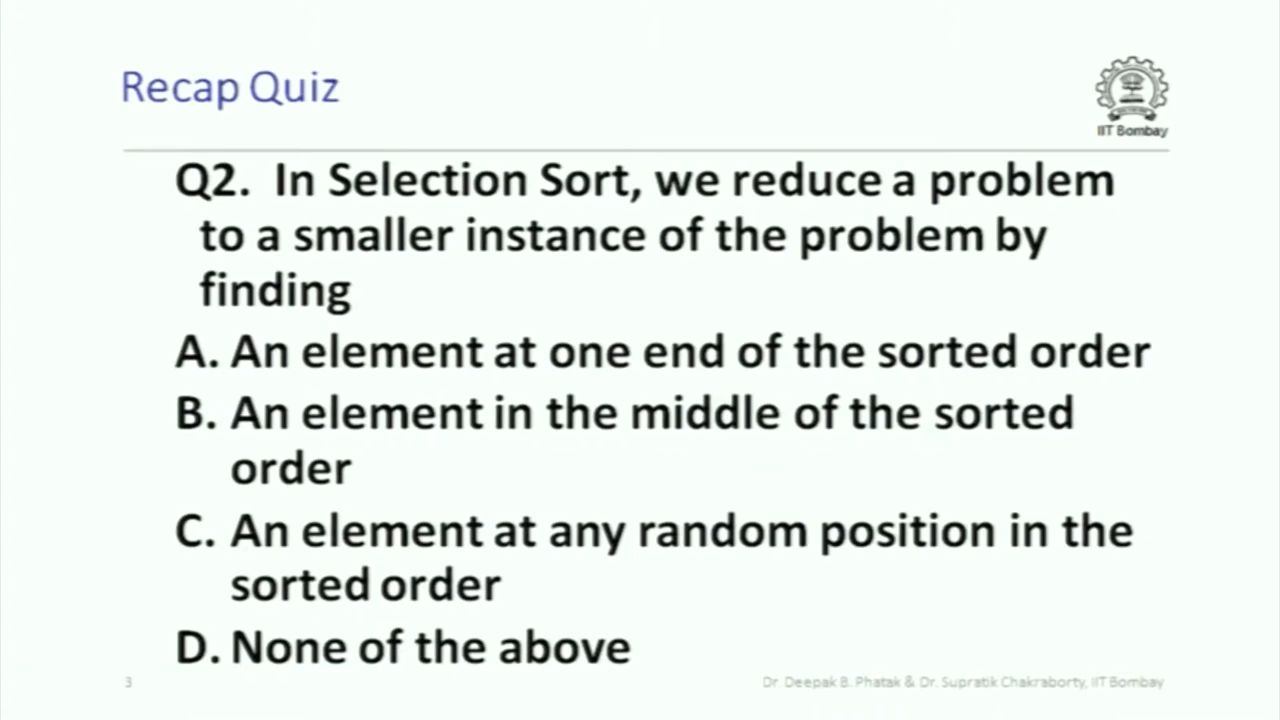 Recap Quiz
IIT Bombay
Q2. In Selection Sort, we reduce a problem
to a smaller instance of the problem by
finding
A. An element at one end of the sorted order
B. An element in the middle of the sorted
order
C. An element at any random position in the
sorted order
D. None of the above
3
Dr. Deepak B. Phatak & Dr. Supratik Chakraborty, IIT Bombay